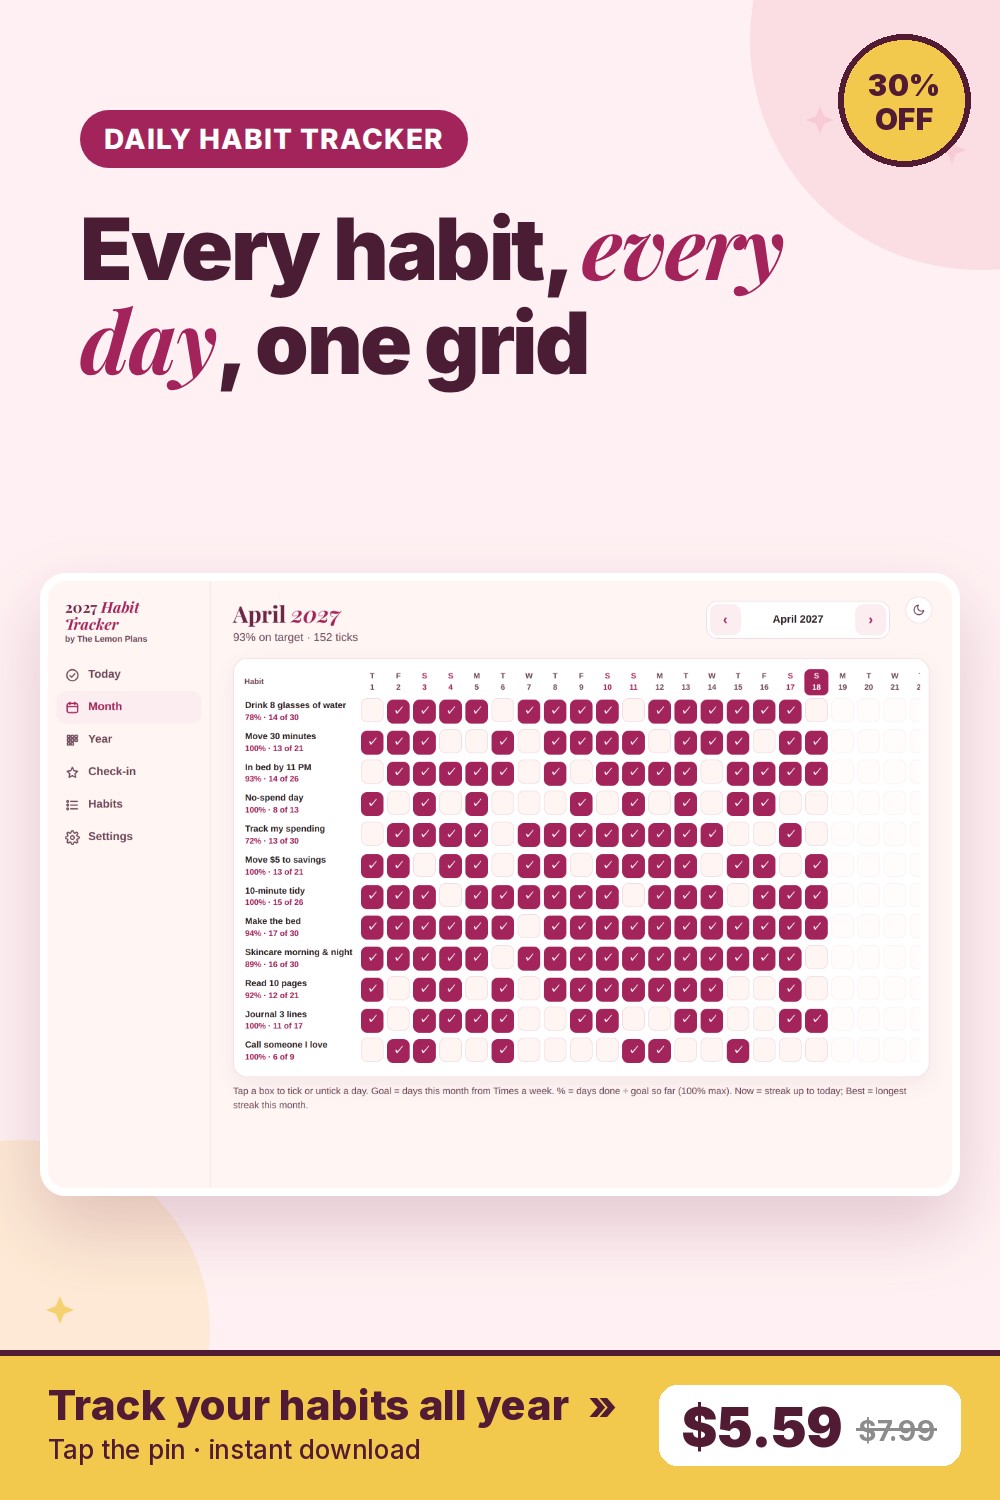 30%
OFF
DAILY HABIT TRACKER
Every habit, every
day, one grid
2027 Habit
Tracker
by The Lemon Plans
Today
Month
Year
Check-in
Habits
Settings
April 2027
93% on target · 152 ticks
‹ April 2027 ›
Habit
T F S S M T W T F S S M T W T F S S M T W
1 2 3 4 5 6 7 8 9 10 11 12 13 14 15 16 17 18 19 20 21
Drink 8 glasses of water
78% · 14 of 30
Move 30 minutes
100% · 13 of 21
In bed by 11 PM
93% · 14 of 26
No-spend day
100% · 8 of 13
Track my spending
72% · 13 of 30
Move $5 to savings
100% · 13 of 21
10-minute tidy
100% · 15 of 26
Make the bed
94% · 17 of 30
Skincare morning & night
89% · 16 of 30
Read 10 pages
92% · 12 of 21
Journal 3 lines
100% · 11 of 17
Call someone I love
100% · 6 of 9
Tap a box to tick or untick a day. Goal = days this month from Times a week. % = days done ÷ goal so far (100% max). Now = streak up to today; Best = longest
streak this month.
Track your habits all year »
Tap the pin · instant download
$5.59 $7.99